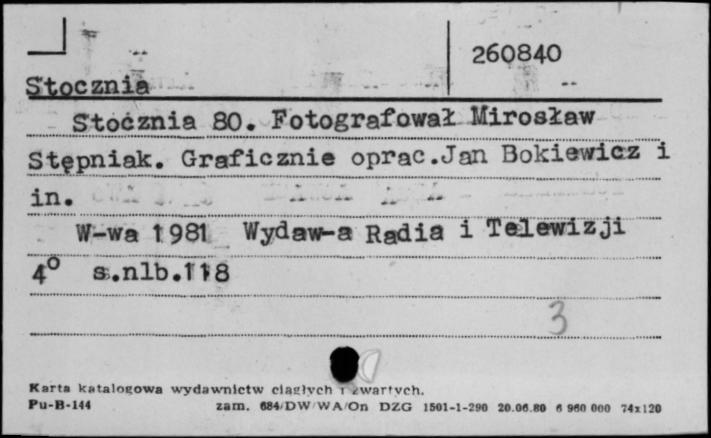 260840
Stocznia
Stocznia 80. Fotografował Mirosław
Stępniak. Graficznie oprac.Jan Bokiewicz i
in.
W-wa 1981 Wydaw-a Radia i Telewizji
4° s.nlb.118
3
Karta katalogowa wydawnictw ciągłych i zwartych.
Pu-B-144 zam. 684/DW/WA/On DZG 1501-1-290 20.06.80 6 960 000 74x120